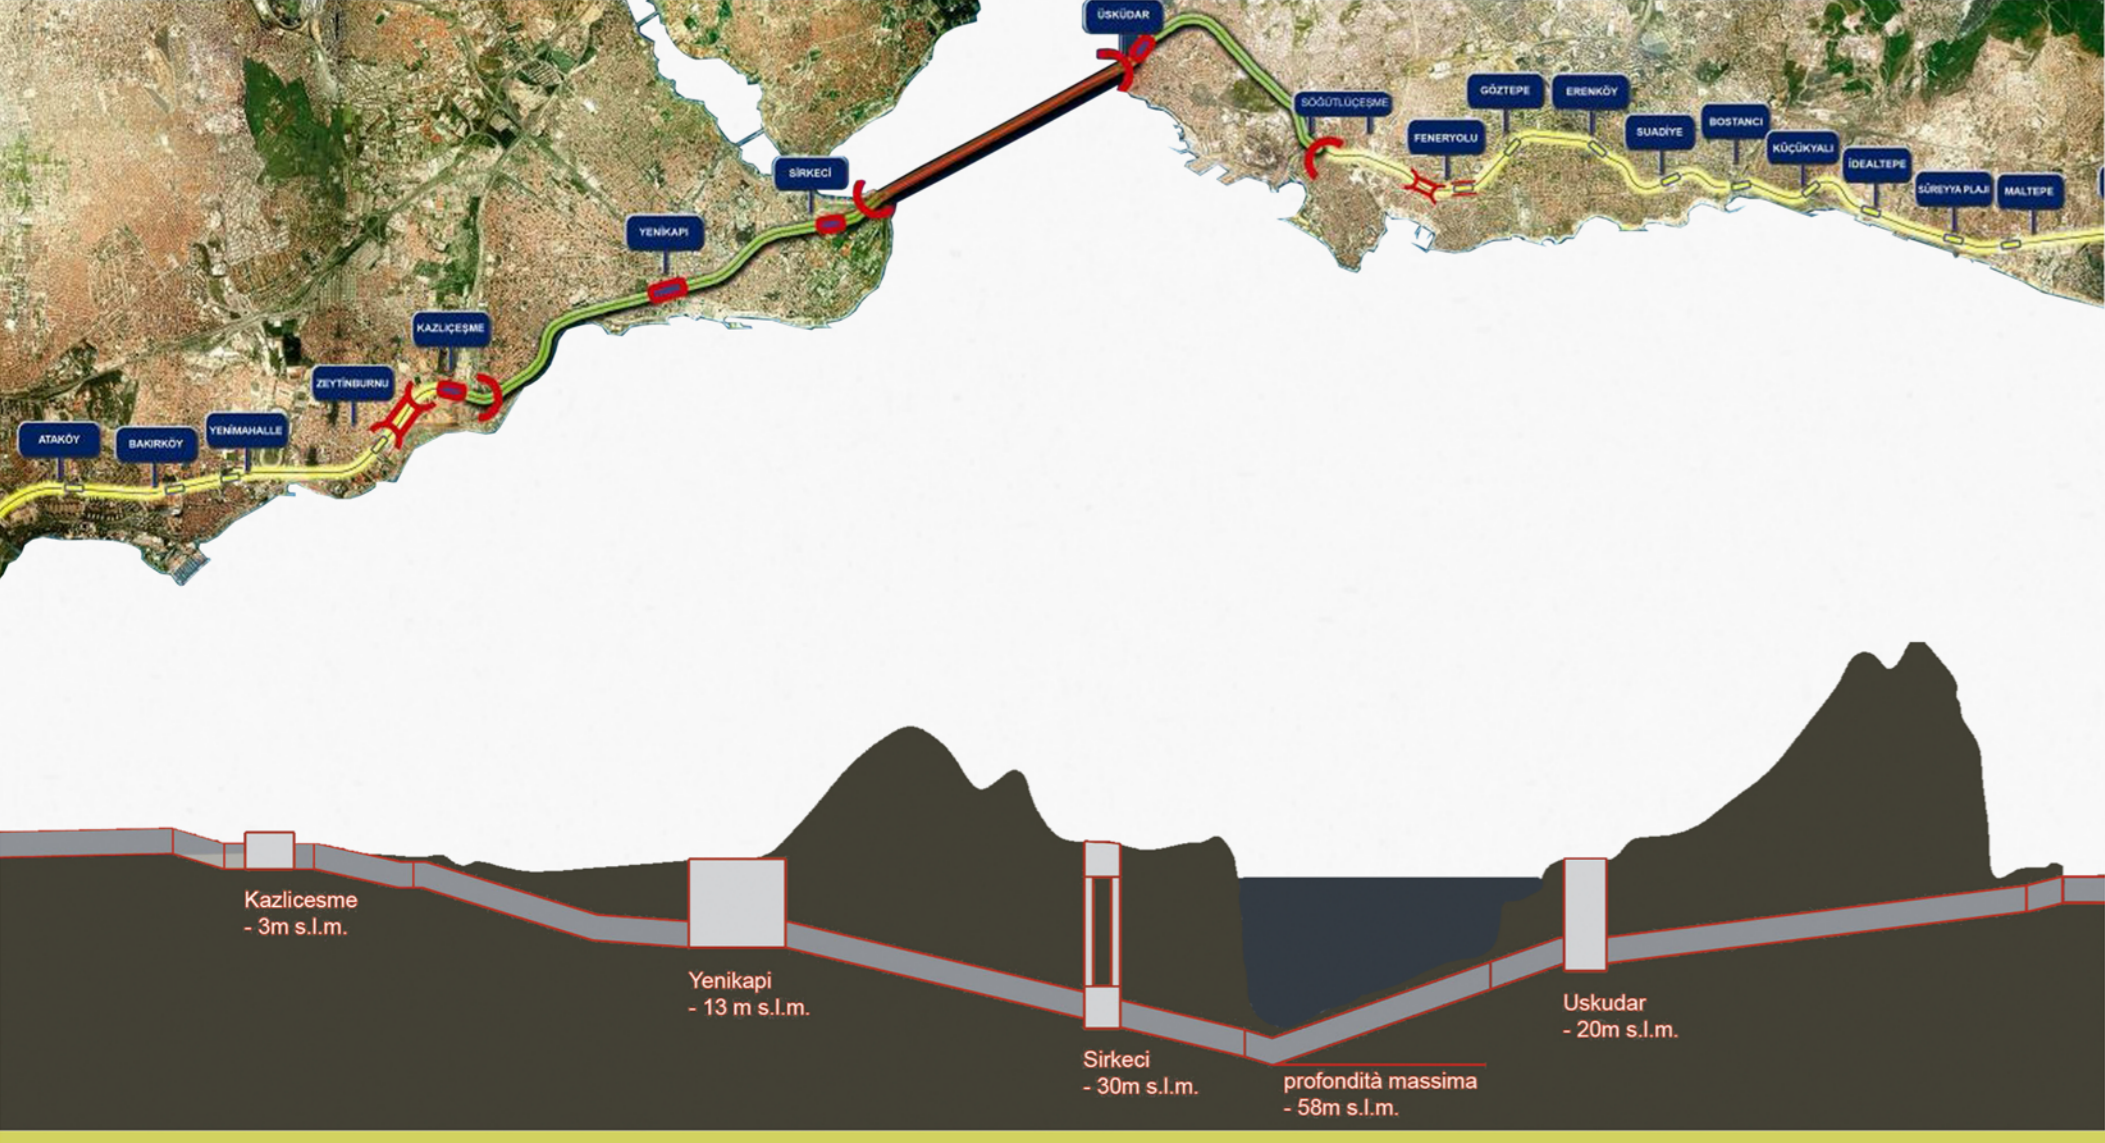 ÜSKÜDAR
SÖĞÜTLÜÇEŞME
GÖZTEPE
ERENKÖY
FENERYOLU
SUADİYE
BOSTANCI
KÜÇÜKYALI
İDEALTEPE
SÜREYYA PLAJI
MALTEPE
SİRKECİ
YENİKAPI
KAZLIÇEŞME
ZEYTİNBURNU
YENİMAHALLE
BAKIRKÖY
ATAKÖY
Kazlicesme
- 3m s.l.m.
Yenikapi
- 13 m s.l.m.
Sirkeci
- 30m s.l.m.
profondità massima
- 58m s.l.m.
Uskudar
- 20m s.l.m.